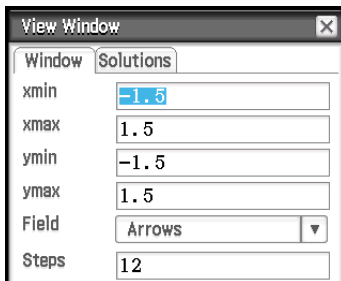 View Window
Window Solutions
xmin -1.5
xmax 1.5
ymin -1.5
ymax 1.5
Field Arrows
Steps 12